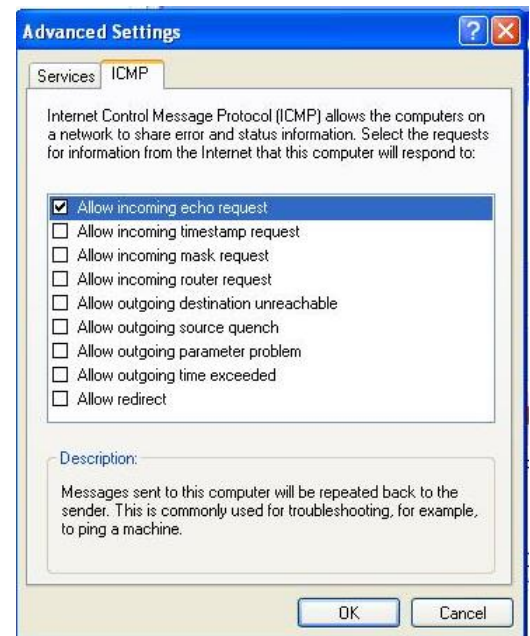 Advanced Settings
Services ICMP
Internet Control Message Protocol (ICMP) allows the computers on
a network to share error and status information. Select the requests
for information from the Internet that this computer will respond to:
Allow incoming echo request
Allow incoming timestamp request
Allow incoming mask request
Allow incoming router request
Allow outgoing destination unreachable
Allow outgoing source quench
Allow outgoing parameter problem
Allow outgoing time exceeded
Allow redirect
Description:
Messages sent to this computer will be repeated back to the
sender. This is commonly used for troubleshooting, for example,
to ping a machine.
OK Cancel